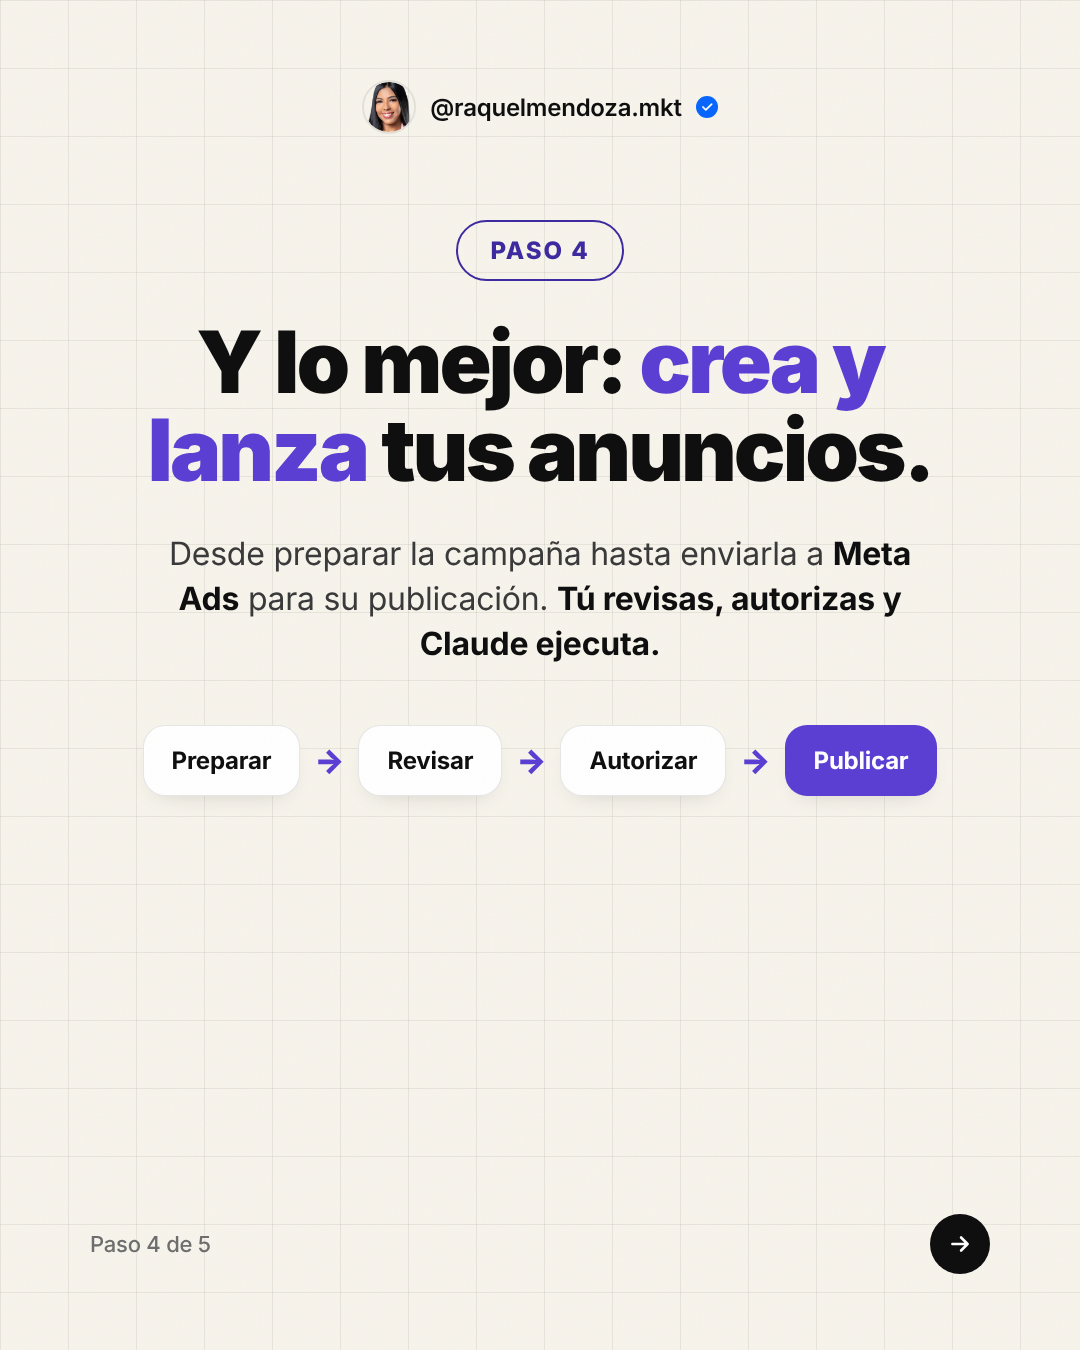 @raquelmendoza.mkt
PASO 4
Y lo mejor: crea y
lanza tus anuncios.
Desde preparar la campaña hasta enviarla a Meta
Ads para su publicación. Tú revisas, autorizas y
Claude ejecuta.
Preparar → Revisar → Autorizar → Publicar
Paso 4 de 5